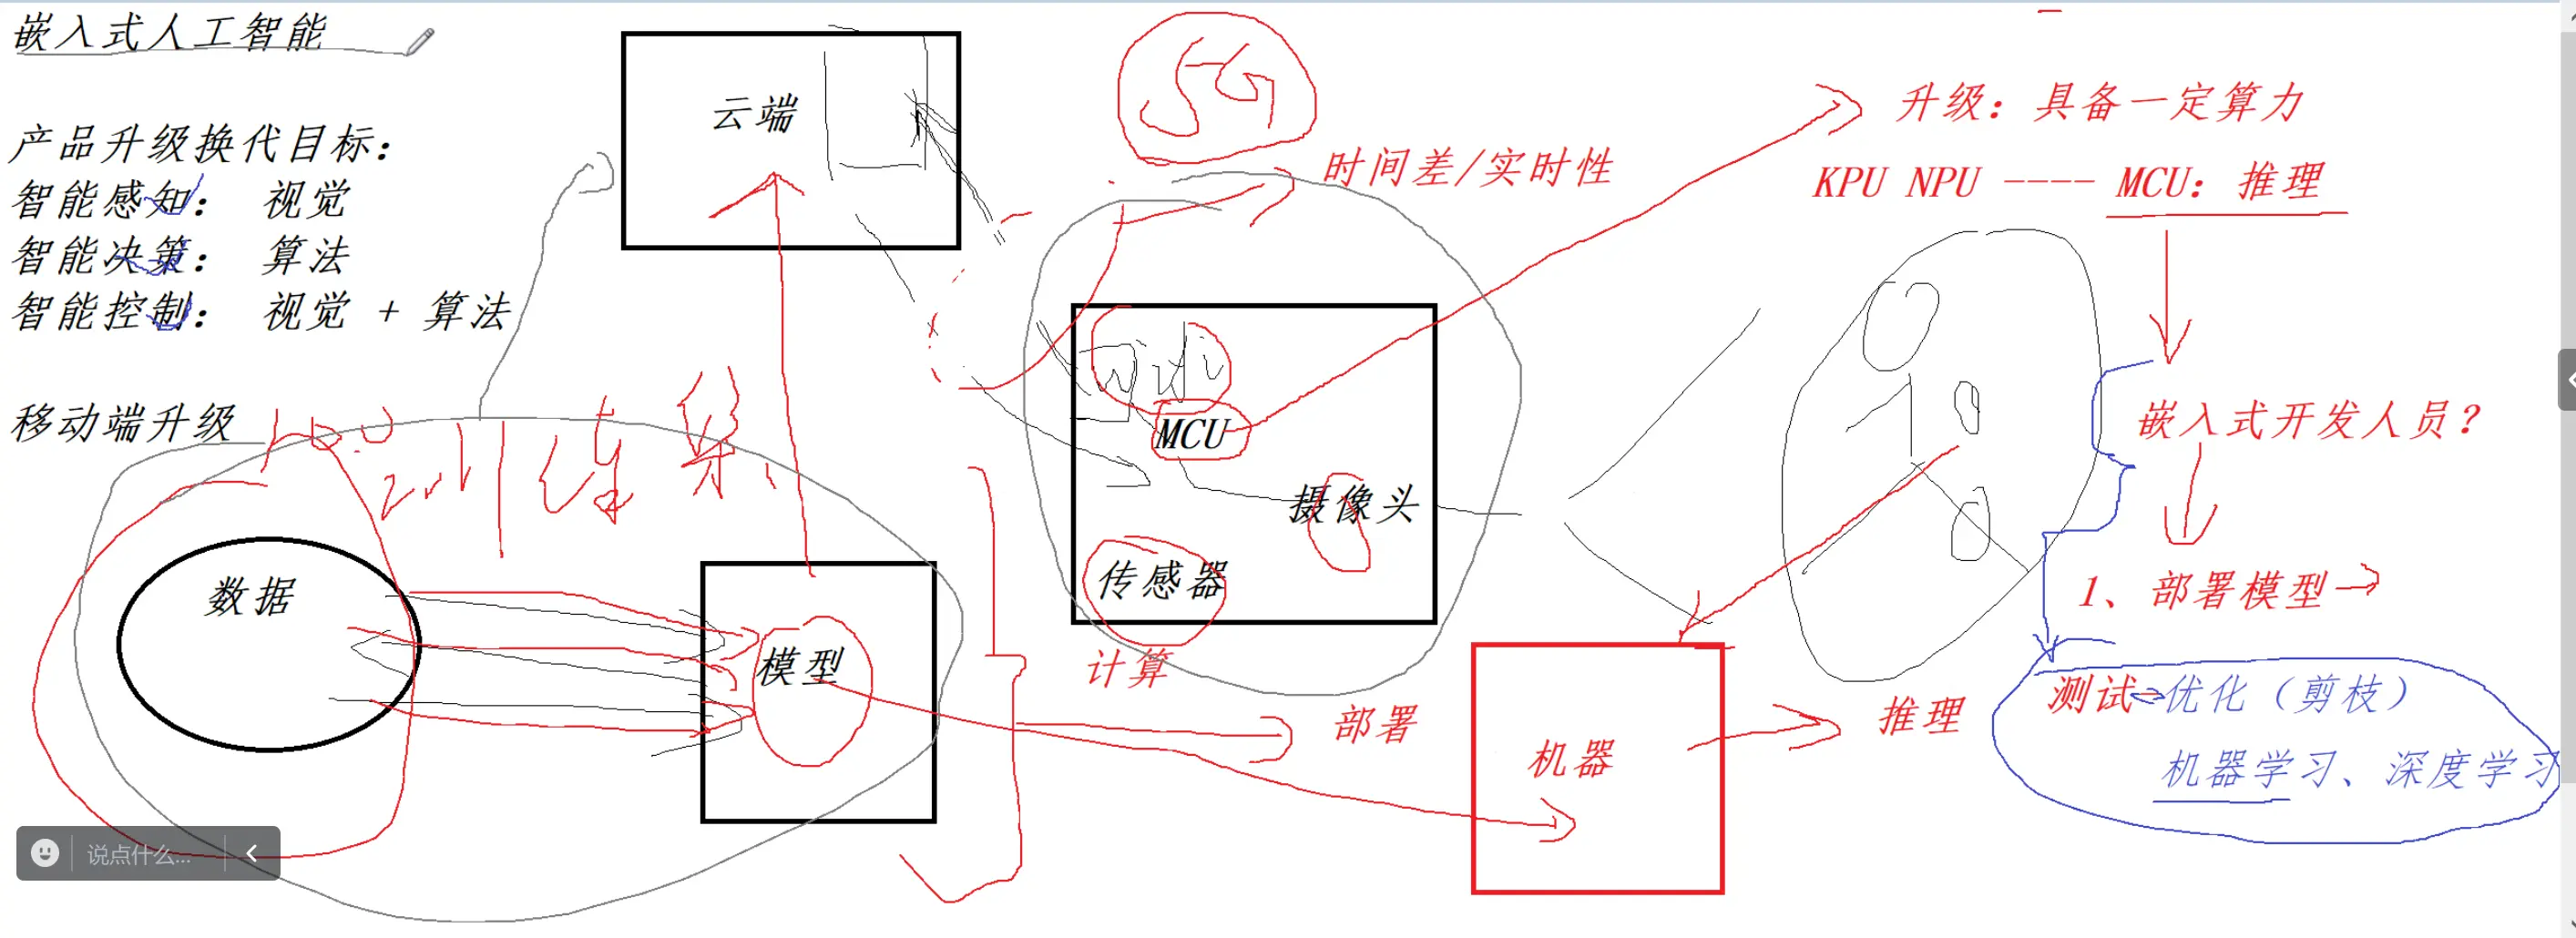 嵌入式人工智能
产品升级换代目标：
智能感知： 视觉
智能决策： 算法
智能控制： 视觉 + 算法
移动端升级
云端
5G
时间差/实时性
升级：具备一定算力
KPU NPU ---- MCU：推理
MCU
摄像头
传感器
嵌入式开发人员？
1、部署模型
数据
模型
训练
计算
部署
机器
推理
测试 优化（剪枝）
机器学习、深度学习
说点什么...